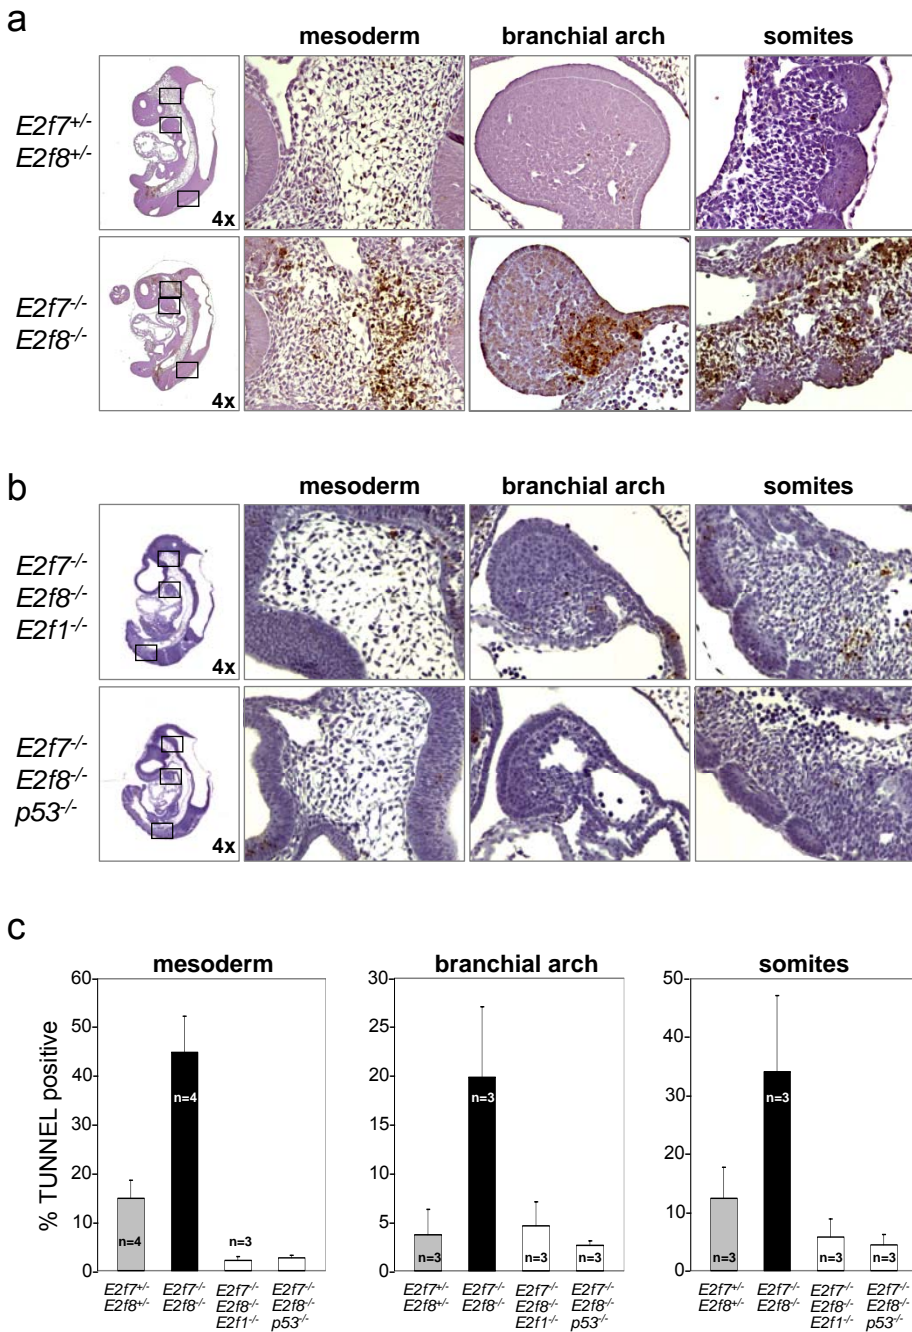 a
mesoderm branchial arch somites
E2f7+/-
E2f8+/-
4x
E2f7-/-
E2f8-/-
4x
b
mesoderm branchial arch somites
E2f7-/-
E2f8-/-
E2f1-/-
4x
E2f7-/-
E2f8-/-
p53-/-
4x
c
mesoderm
% TUNNEL positive
60
50
40
30
20
10
0
n=4
n=4
n=3
E2f7+/-
E2f8+/-
E2f7-/-
E2f8-/-
E2f7-/-
E2f8-/-
E2f1-/-
E2f7-/-
E2f8-/-
p53-/-
branchial arch
30
25
20
15
10
5
0
n=3
n=3
n=3
n=3
E2f7+/-
E2f8+/-
E2f7-/-
E2f8-/-
E2f7-/-
E2f8-/-
E2f1-/-
E2f7-/-
E2f8-/-
p53-/-
somites
50
40
30
20
10
0
n=3
n=3
n=3
n=3
E2f7+/-
E2f8+/-
E2f7-/-
E2f8-/-
E2f7-/-
E2f8-/-
E2f1-/-
E2f7-/-
E2f8-/-
p53-/-